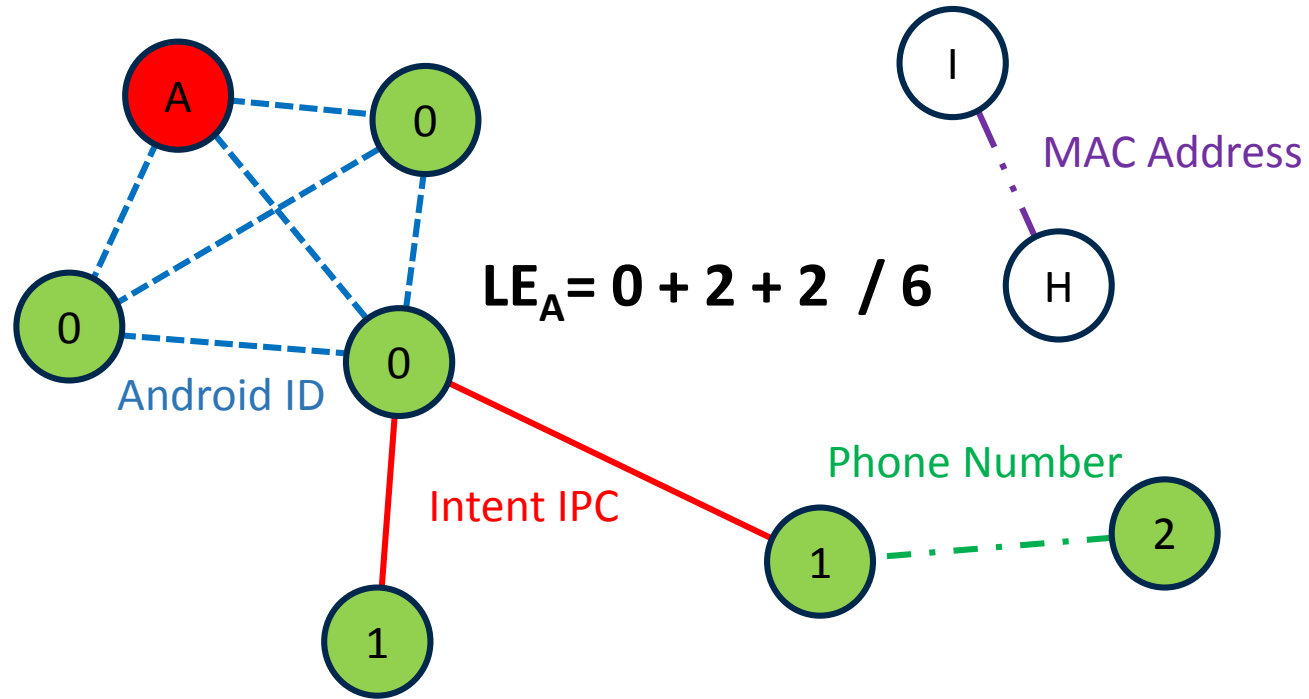 A
0
I
MAC Address
0
0
H
LEA= 0 + 2 + 2 / 6
Android ID
Phone Number
Intent IPC
1
2
1